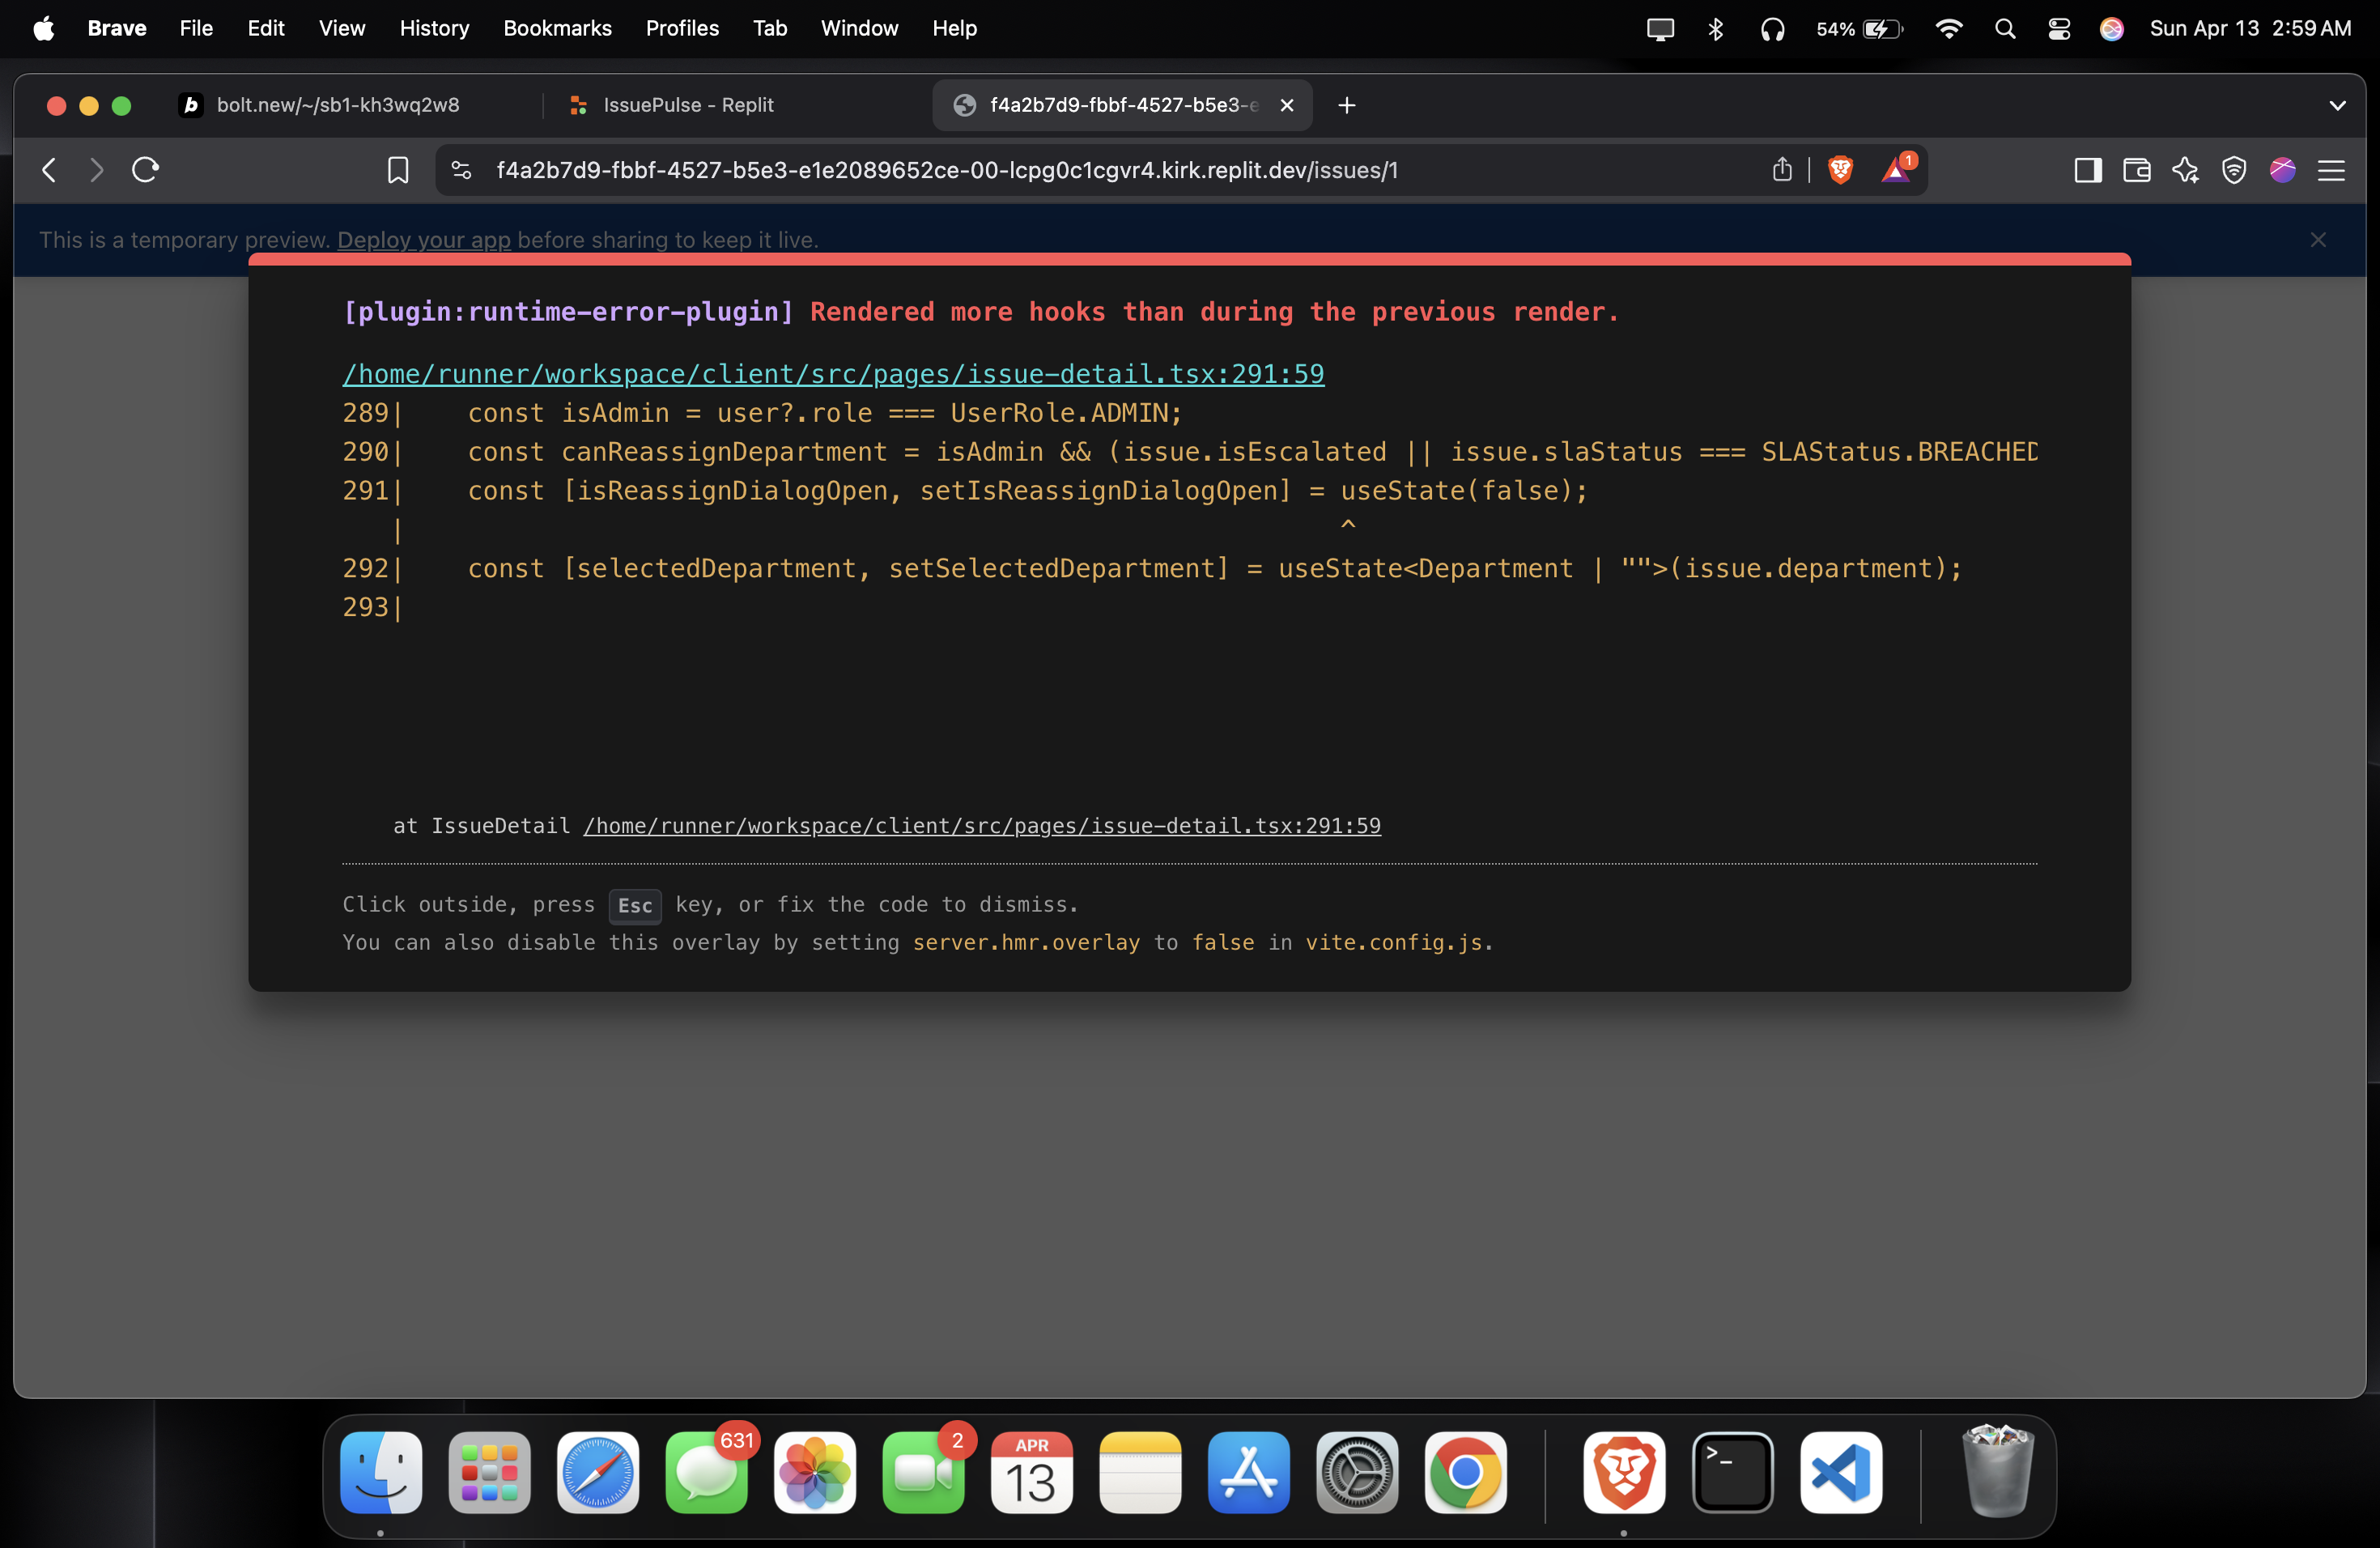 Brave File Edit View History Bookmarks Profiles Tab Window Help 54% Sun Apr 13 2:59 AM
bolt.new/~/sb1-kh3wq2w8 IssuePulse - Replit f4a2b7d9-fbbf-4527-b5e3-e
f4a2b7d9-fbbf-4527-b5e3-e1e2089652ce-00-lcpg0c1cgvr4.kirk.replit.dev/issues/1 1
This is a temporary preview. Deploy your app before sharing to keep it live.
[plugin:runtime-error-plugin] Rendered more hooks than during the previous render.
/home/runner/workspace/client/src/pages/issue-detail.tsx:291:59
289|    const isAdmin = user?.role === UserRole.ADMIN;
290|    const canReassignDepartment = isAdmin && (issue.isEscalated || issue.slaStatus === SLAStatus.BREACHED
291|    const [isReassignDialogOpen, setIsReassignDialogOpen] = useState(false);
   |                                                            ^
292|    const [selectedDepartment, setSelectedDepartment] = useState<Department | "">(issue.department);
293|
at IssueDetail /home/runner/workspace/client/src/pages/issue-detail.tsx:291:59
Click outside, press Esc key, or fix the code to dismiss.
You can also disable this overlay by setting server.hmr.overlay to false in vite.config.js.
631 2 APR
13 >_